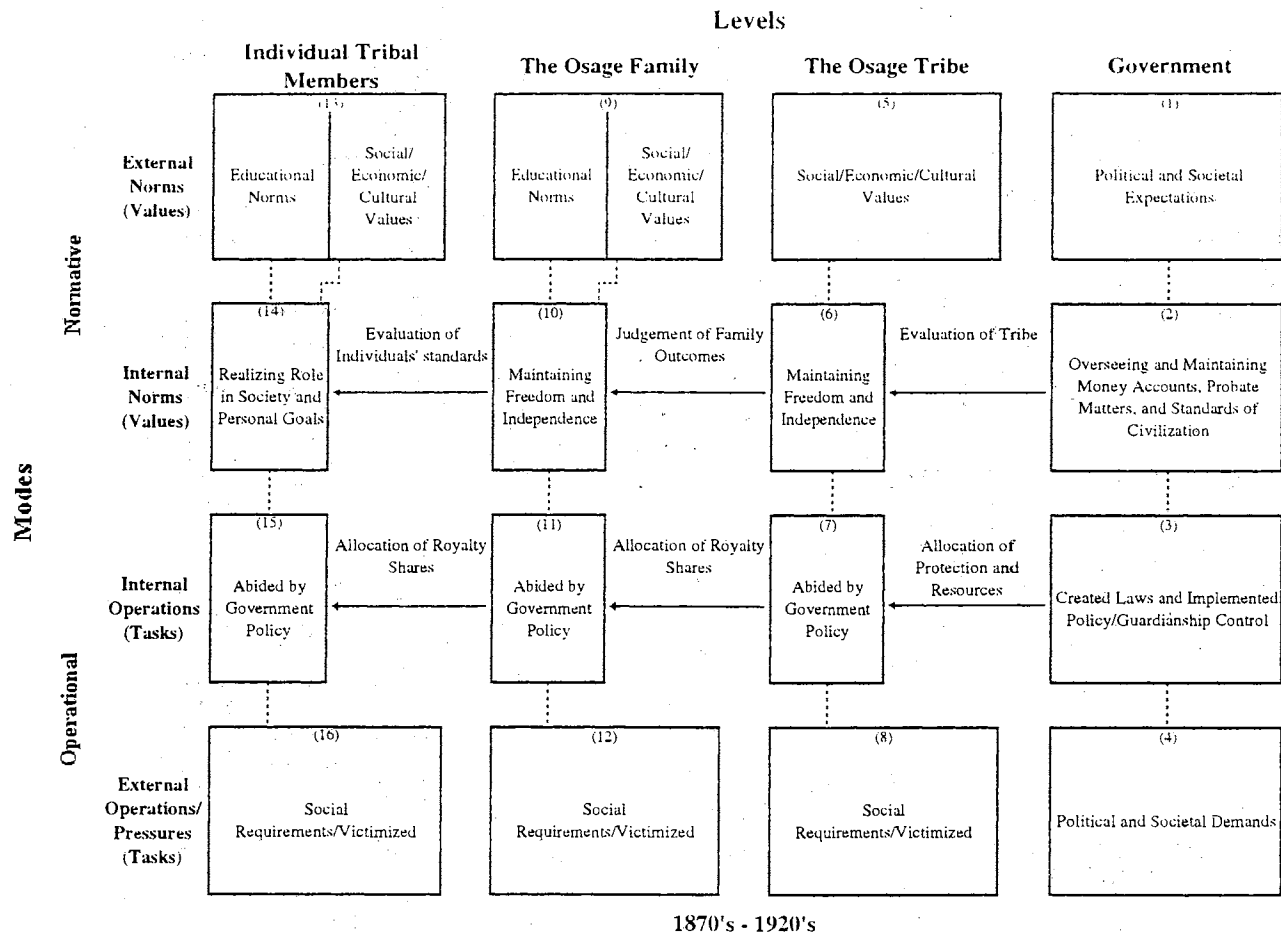 Levels
Individual Tribal
Members
The Osage Family
The Osage Tribe
Government
Modes
Normative
Operational
External
Norms
(Values)
(13)
Educational
Norms
Social/
Economic/
Cultural
Values
(9)
Educational
Norms
Social/
Economic/
Cultural
Values
(5)
Social/Economic/Cultural
Values
(1)
Political and Societal
Expectations
Internal
Norms
(Values)
(14)
Realizing Role
in Society and
Personal Goals
Evaluation of
Individuals' standards
(10)
Maintaining
Freedom and
Independence
Judgement of Family
Outcomes
(6)
Maintaining
Freedom and
Independence
Evaluation of Tribe
(2)
Overseeing and Maintaining
Money Accounts, Probate
Matters, and Standards of
Civilization
Internal
Operations
(Tasks)
(15)
Abided by
Government
Policy
Allocation of Royalty
Shares
(11)
Abided by
Government
Policy
Allocation of Royalty
Shares
(7)
Abided by
Government
Policy
Allocation of
Protection and
Resources
(3)
Created Laws and Implemented
Policy/Guardianship Control
External
Operations/
Pressures
(Tasks)
(16)
Social
Requirements/Victimized
(12)
Social
Requirements/Victimized
(8)
Social
Requirements/Victimized
(4)
Political and Societal Demands
1870's - 1920's